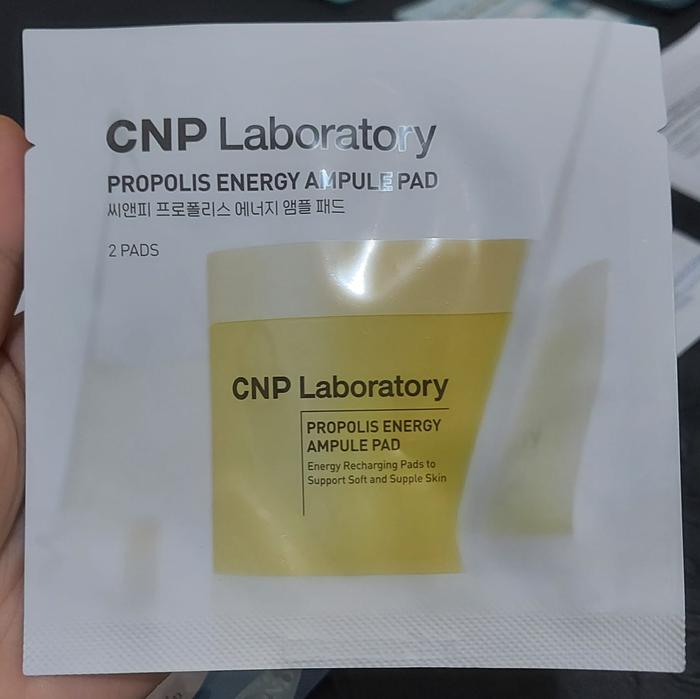 CNP Laboratory
PROPOLIS ENERGY AMPULE PAD
씨앤피 프로폴리스 에너지 앰플 패드
2 PADS
CNP Laboratory
PROPOLIS ENERGY
AMPULE PAD
Energy Recharging Pads to
Support Soft and Supple Skin